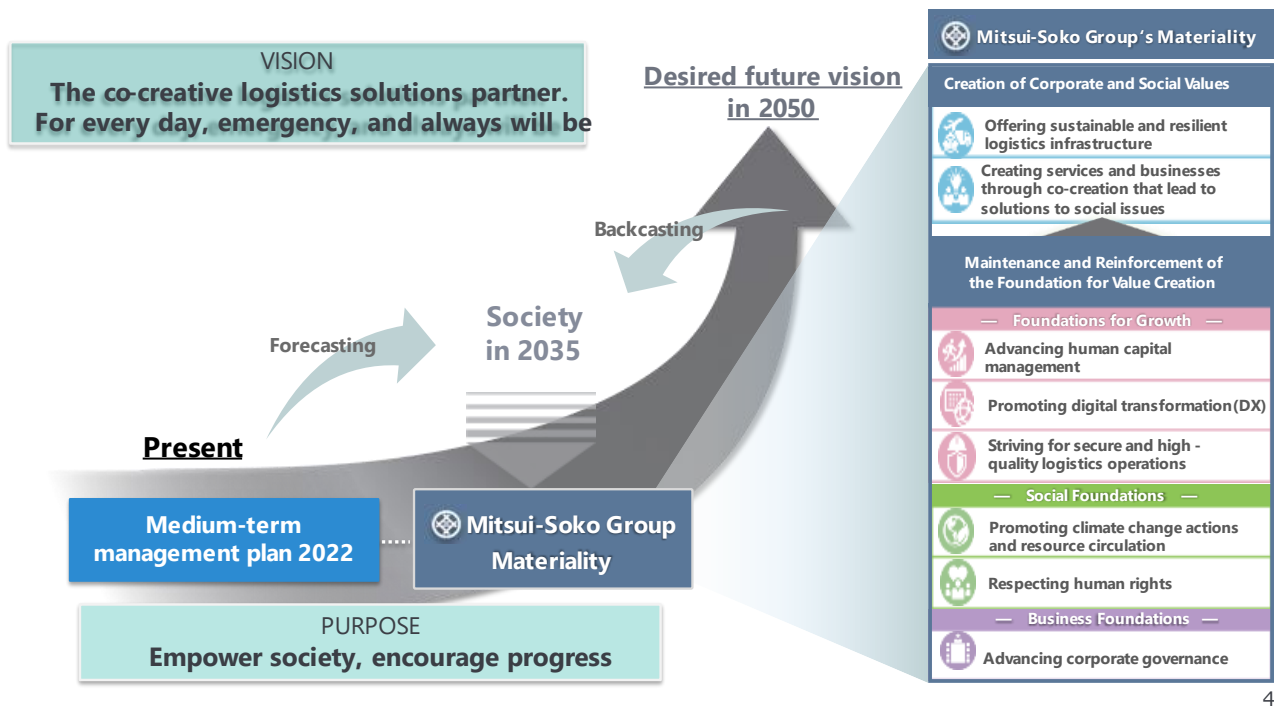 VISION
The co-creative logistics solutions partner.
For every day, emergency, and always will be
Desired future vision
in 2050
Backcasting
Forecasting
Society
in 2035
Present
Medium-term
management plan 2022
Mitsui-Soko Group
Materiality
PURPOSE
Empower society, encourage progress
Mitsui-Soko Group's Materiality
Creation of Corporate and Social Values
Offering sustainable and resilient
logistics infrastructure
Creating services and businesses
through co-creation that lead to
solutions to social issues
Maintenance and Reinforcement of
the Foundation for Value Creation
— Foundations for Growth —
Advancing human capital
management
Promoting digital transformation(DX)
Striving for secure and high -
quality logistics operations
— Social Foundations —
Promoting climate change actions
and resource circulation
Respecting human rights
— Business Foundations —
Advancing corporate governance
4